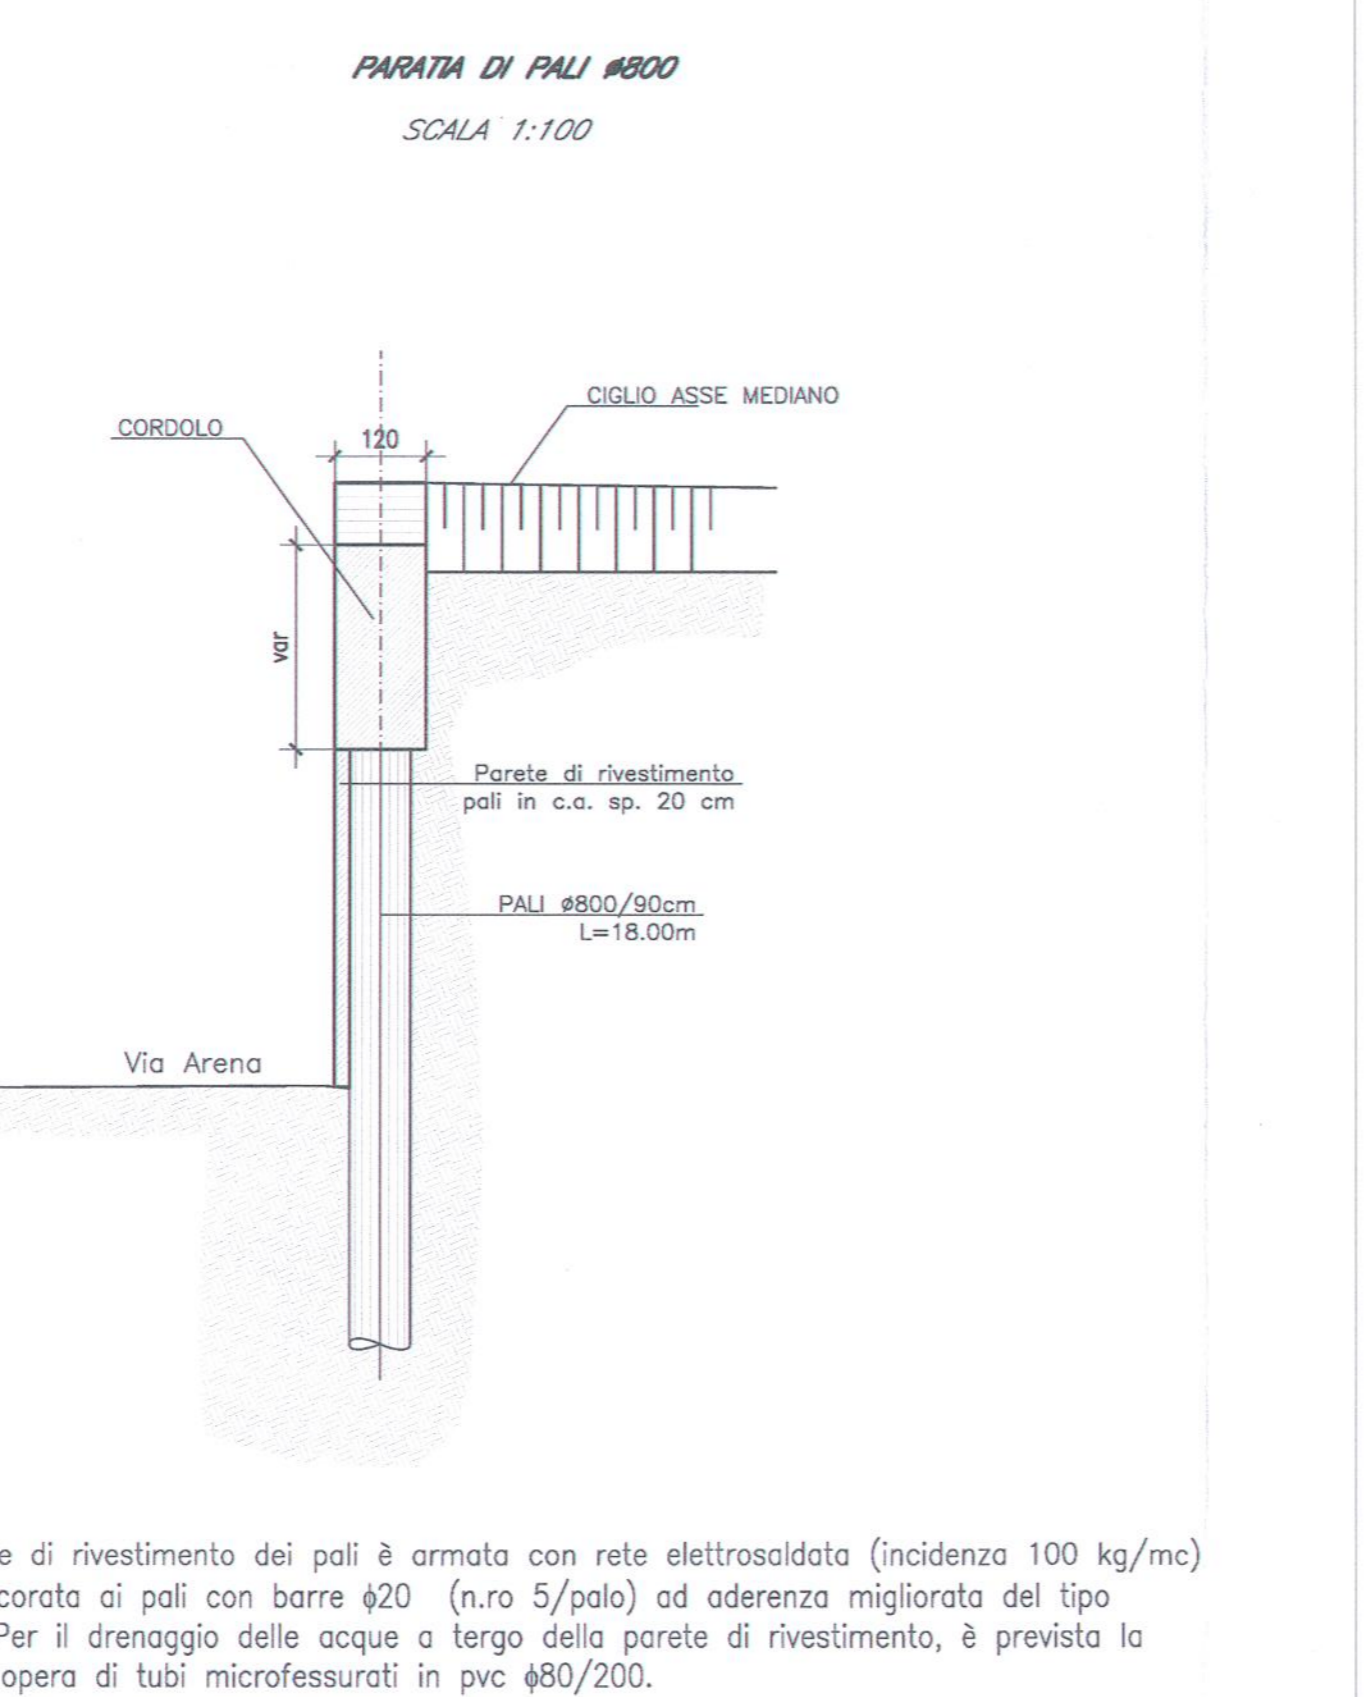 PARATIA DI PALI ø800
SCALA 1:100
CIGLIO ASSE MEDIANO
CORDOLO
120
var
Parete di rivestimento
pali in c.a. sp. 20 cm
PALI ø800/90cm
L=18.00m
Via Arena
e di rivestimento dei pali è armata con rete elettrosaldata (incidenza 100 kg/mc)
corata ai pali con barre ϕ20 (n.ro 5/palo) ad aderenza migliorata del tipo
Per il drenaggio delle acque a tergo della parete di rivestimento, è prevista la
opera di tubi microfessurati in pvc ϕ80/200.